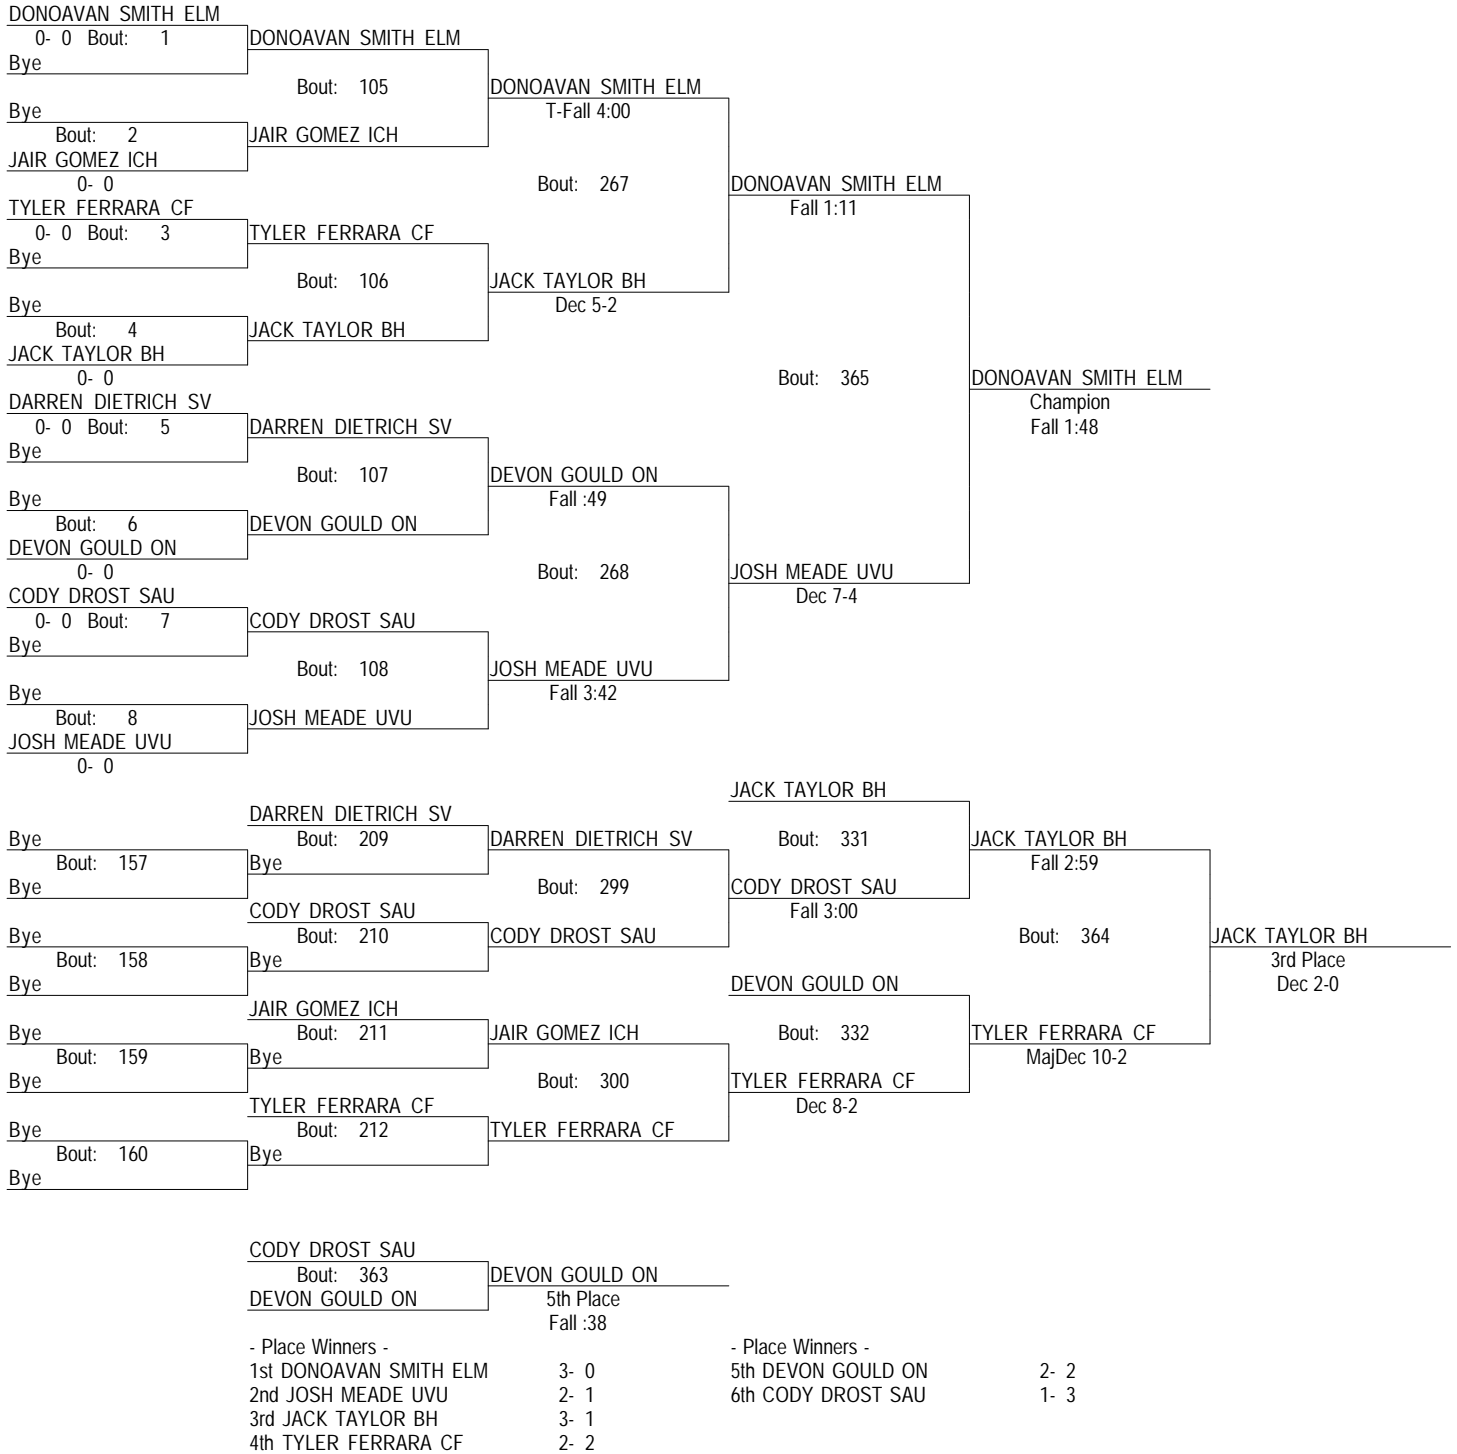 DONOAVAN SMITH ELM
0- 0 Bout: 1 DONOAVAN SMITH ELM
Bye
Bout: 105 DONOAVAN SMITH ELM
Bye T-Fall 4:00
Bout: 2 JAIR GOMEZ ICH
JAIR GOMEZ ICH
0- 0 Bout: 267 DONOAVAN SMITH ELM
TYLER FERRARA CF Fall 1:11
0- 0 Bout: 3 TYLER FERRARA CF
Bye
Bout: 106 JACK TAYLOR BH
Bye Dec 5-2
Bout: 4 JACK TAYLOR BH
JACK TAYLOR BH
0- 0 Bout: 365 DONOAVAN SMITH ELM
DARREN DIETRICH SV Champion
0- 0 Bout: 5 DARREN DIETRICH SV Fall 1:48
Bye
Bout: 107 DEVON GOULD ON
Bye Fall :49
Bout: 6 DEVON GOULD ON
DEVON GOULD ON
0- 0 Bout: 268 JOSH MEADE UVU
CODY DROST SAU Dec 7-4
0- 0 Bout: 7 CODY DROST SAU
Bye
Bout: 108 JOSH MEADE UVU
Bye Fall 3:42
Bout: 8 JOSH MEADE UVU
JOSH MEADE UVU
0- 0
JACK TAYLOR BH
DARREN DIETRICH SV
Bye Bout: 209 DARREN DIETRICH SV Bout: 331 JACK TAYLOR BH
Bout: 157 Bye Fall 2:59
Bye Bout: 299 CODY DROST SAU
CODY DROST SAU Fall 3:00
Bye Bout: 210 CODY DROST SAU Bout: 364 JACK TAYLOR BH
Bout: 158 Bye 3rd Place
Bye DEVON GOULD ON Dec 2-0
JAIR GOMEZ ICH
Bye Bout: 211 JAIR GOMEZ ICH Bout: 332 TYLER FERRARA CF
Bout: 159 Bye MajDec 10-2
Bye Bout: 300 TYLER FERRARA CF
TYLER FERRARA CF Dec 8-2
Bye Bout: 212 TYLER FERRARA CF
Bout: 160 Bye
Bye
CODY DROST SAU
Bout: 363 DEVON GOULD ON
DEVON GOULD ON 5th Place
Fall :38
- Place Winners - - Place Winners -
1st DONOAVAN SMITH ELM 3- 0 5th DEVON GOULD ON 2- 2
2nd JOSH MEADE UVU 2- 1 6th CODY DROST SAU 1- 3
3rd JACK TAYLOR BH 3- 1
4th TYLER FERRARA CF 2- 2